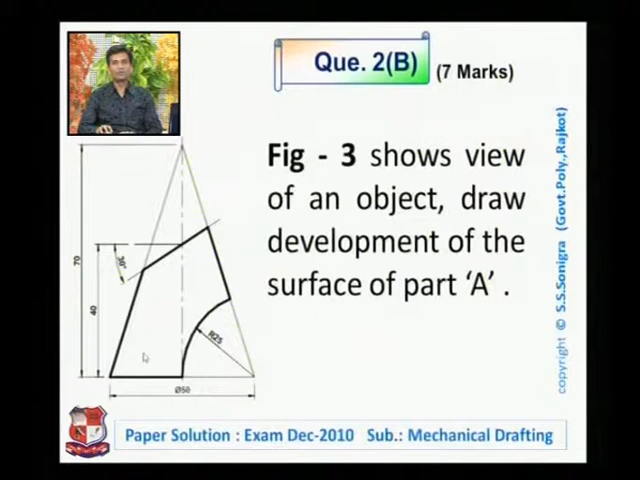 Que. 2(B)
(7 Marks)
Fig - 3 shows view
of an object, draw
development of the
surface of part ‘A’ .
70
40
30°
R25
Ø50
copyright © S.S.Sonigra (Govt.Poly.,Rajkot)
Paper Solution : Exam Dec-2010 Sub.: Mechanical Drafting